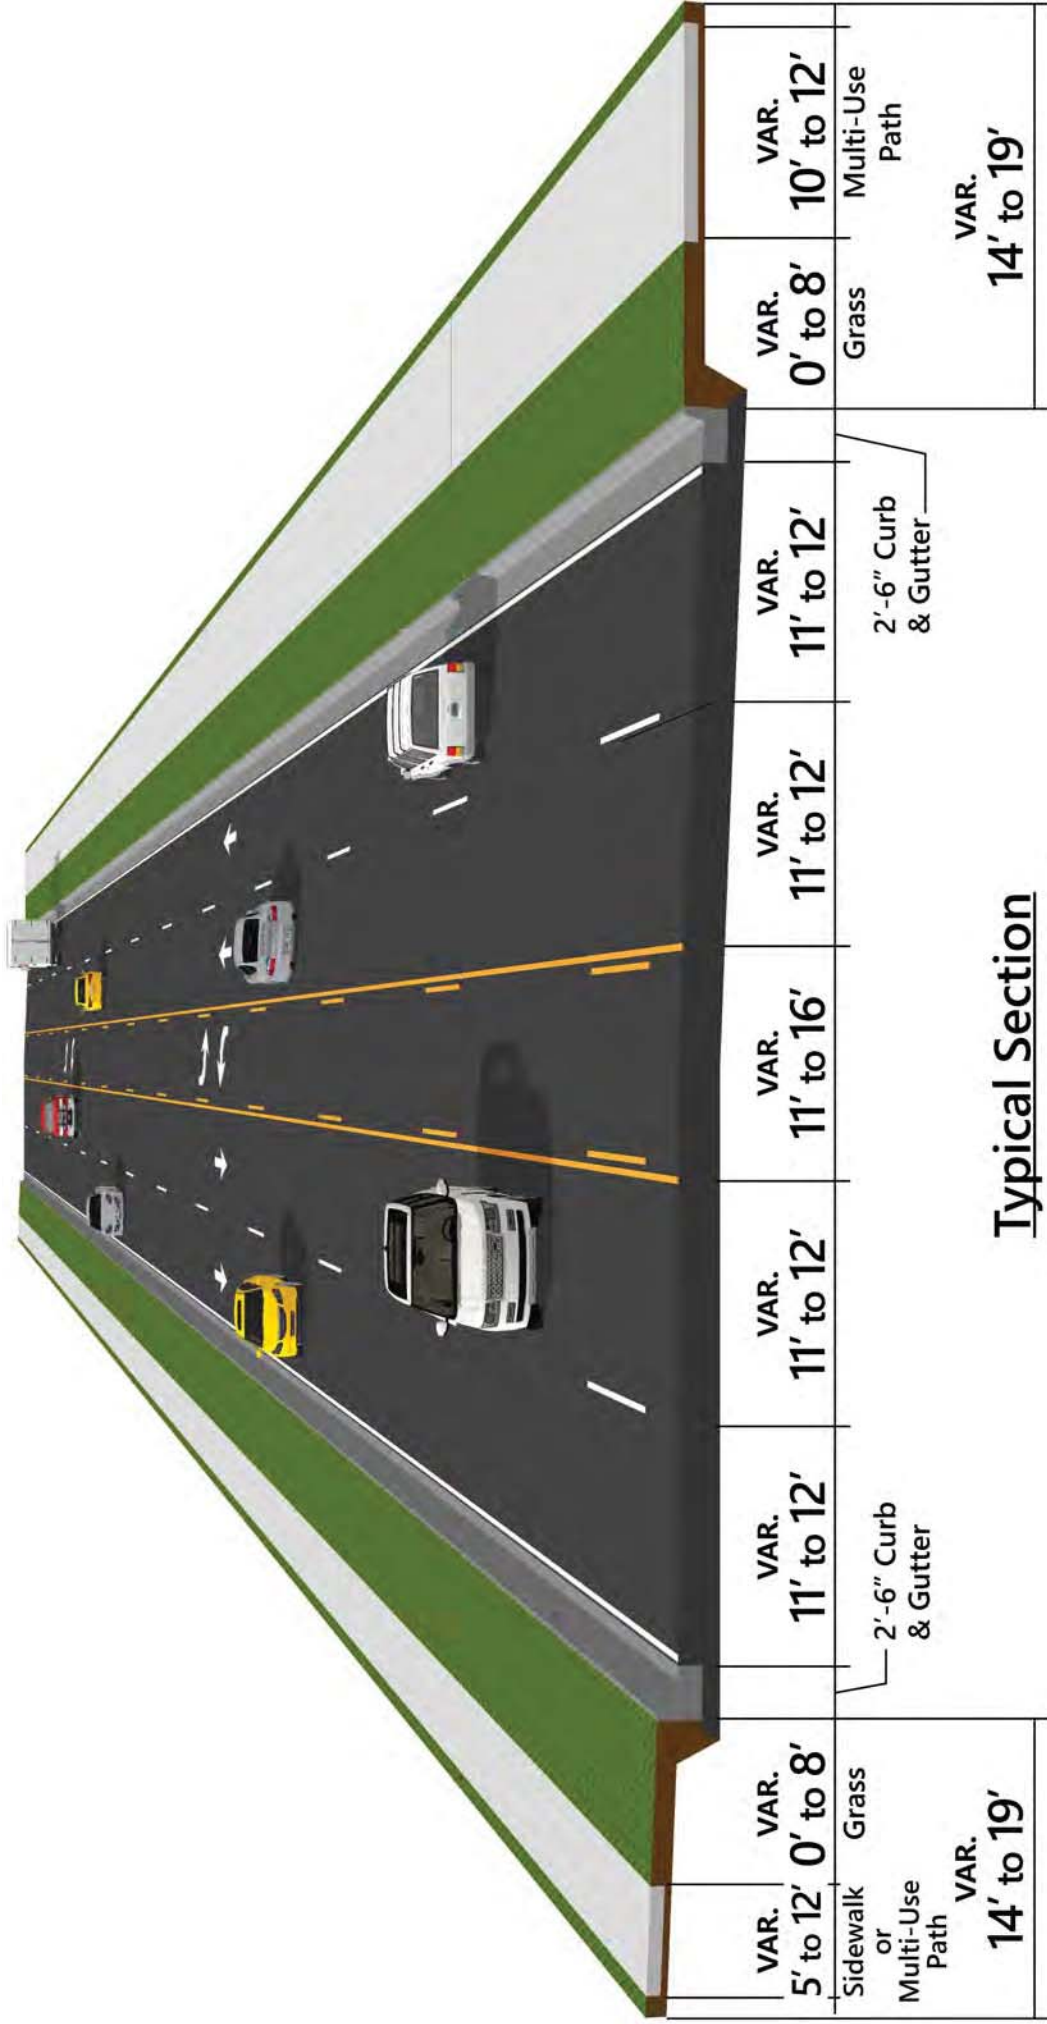 VAR.
5' to 12'
Sidewalk
or
Multi-Use
Path
VAR.
0' to 8'
Grass
VAR.
14' to 19'
2'-6" Curb
& Gutter
VAR.
11' to 12'
VAR.
11' to 12'
VAR.
11' to 16'
VAR.
11' to 12'
VAR.
11' to 12'
2'-6" Curb
& Gutter
VAR.
0' to 8'
Grass
VAR.
10' to 12'
Multi-Use
Path
VAR.
14' to 19'
Typical Section